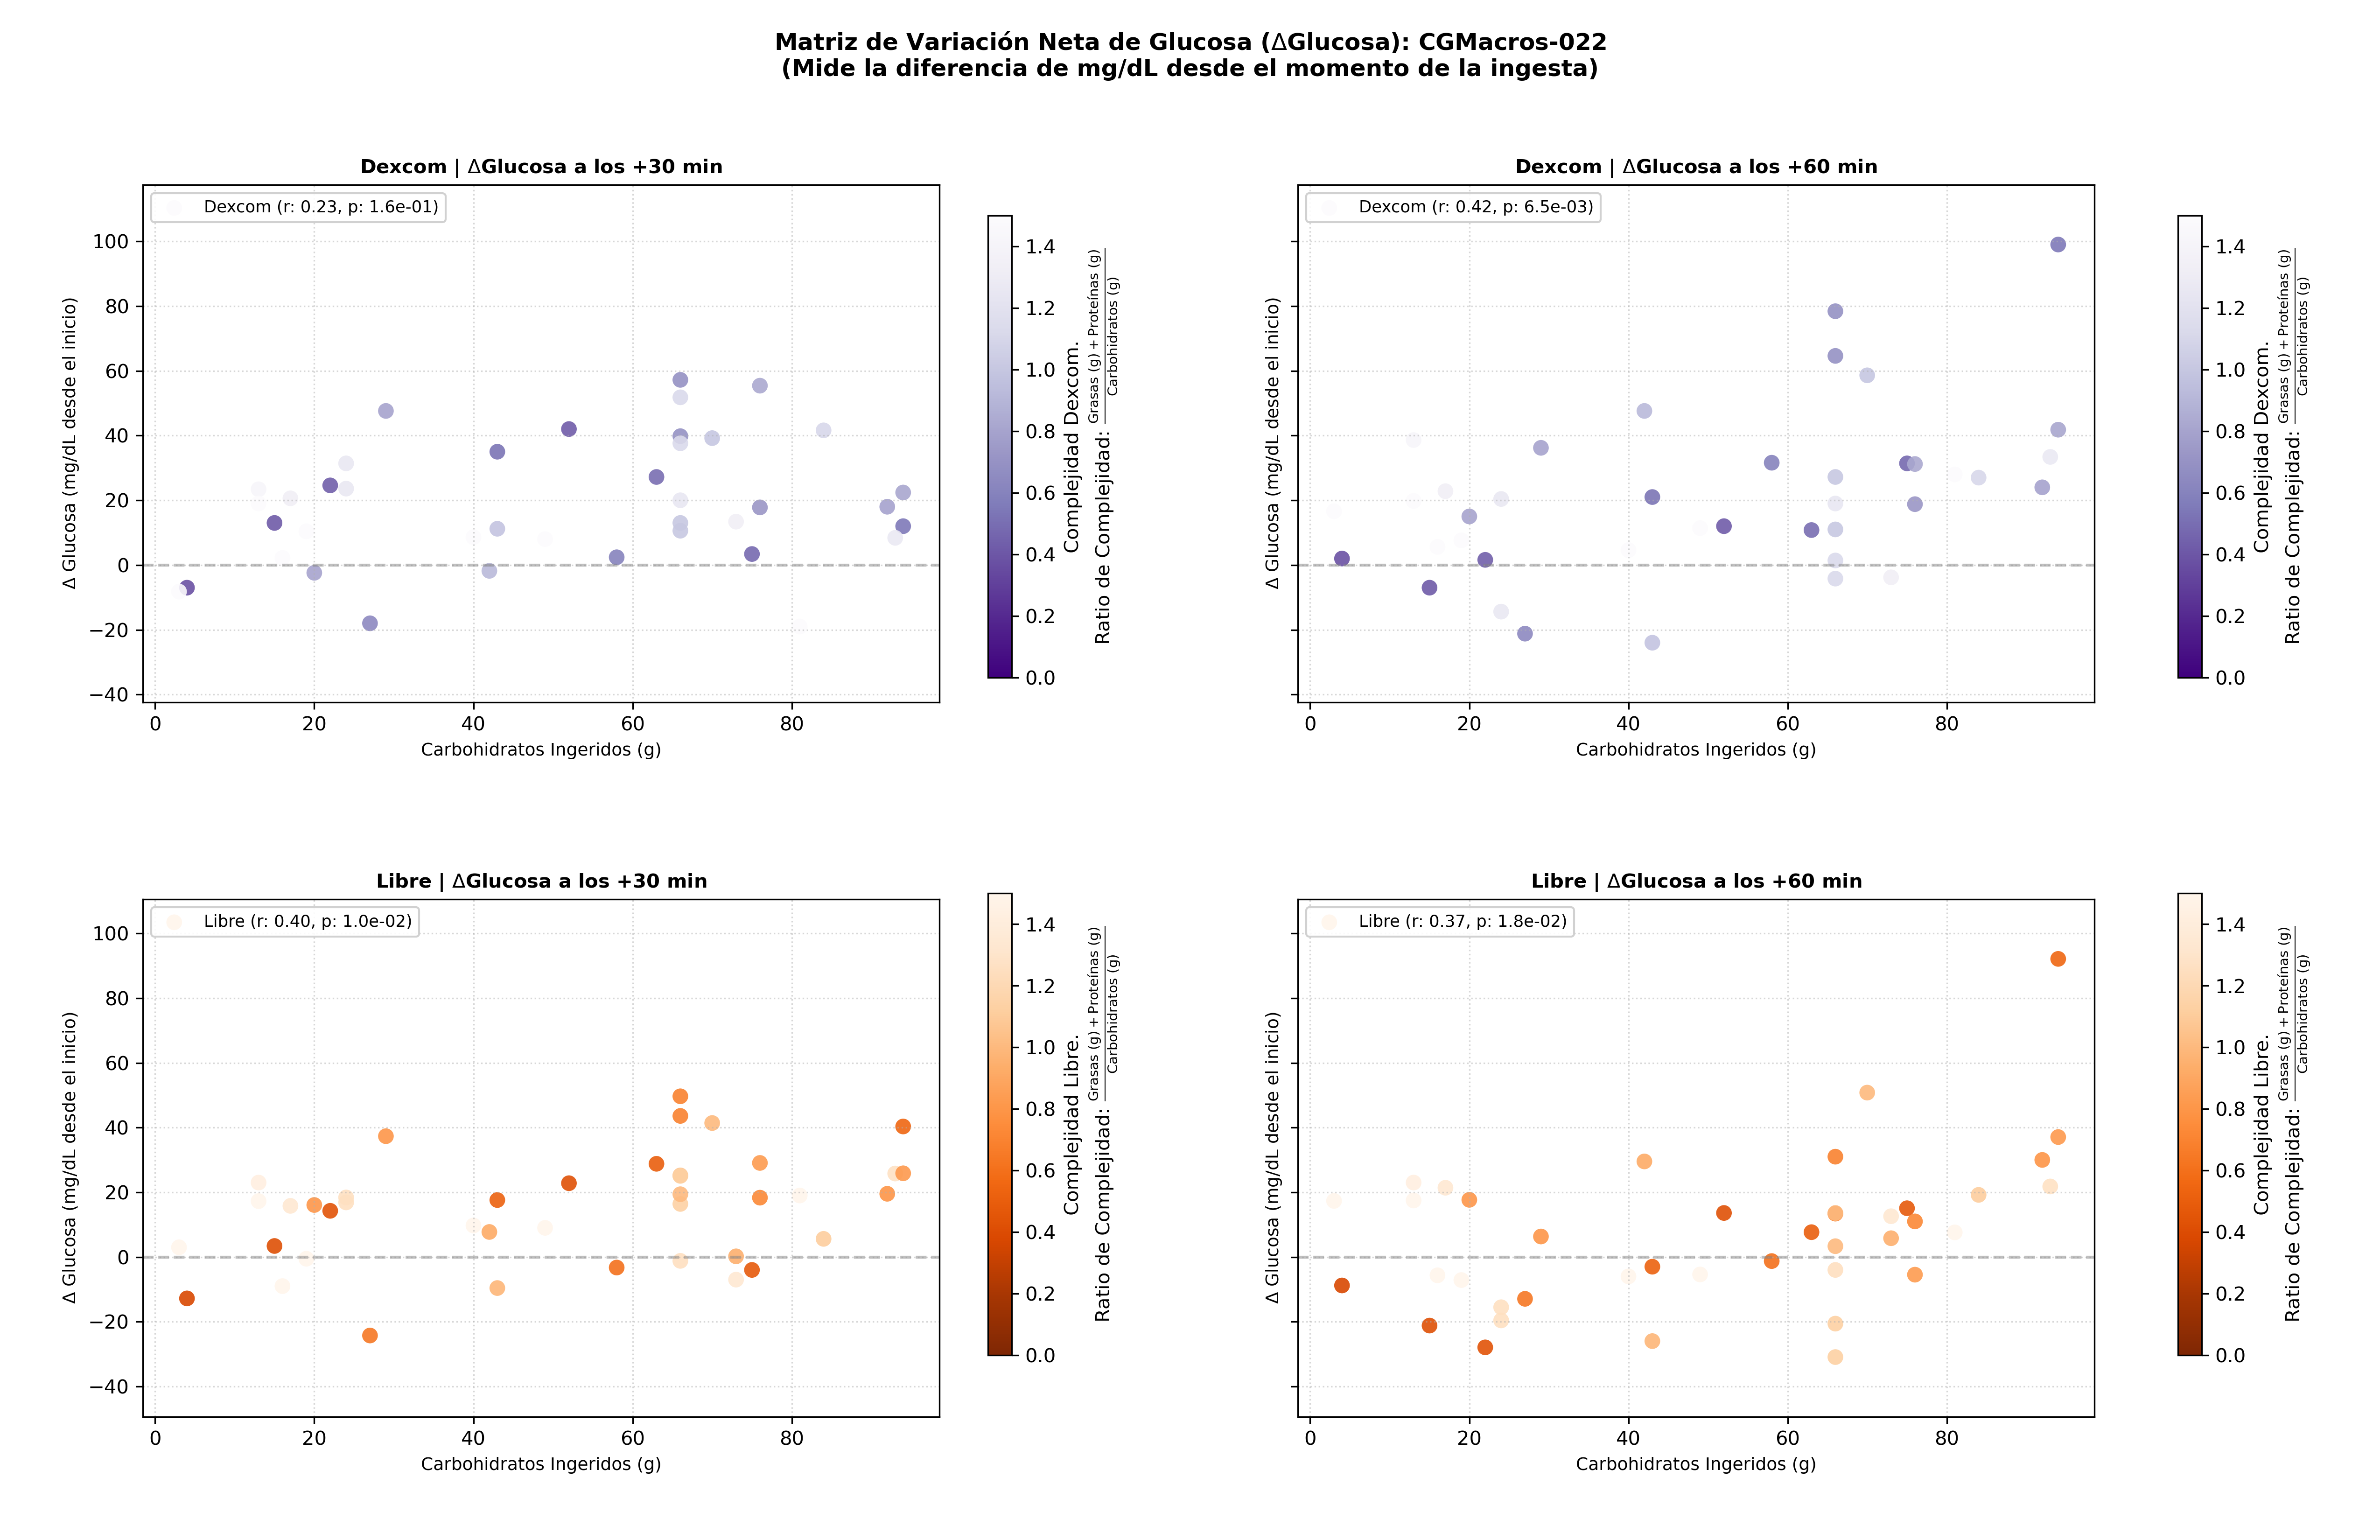 Matriz de Variación Neta de Glucosa (ΔGlucosa): CGMacros-022
(Mide la diferencia de mg/dL desde el momento de la ingesta)
Dexcom | ΔGlucosa a los +30 min
Dexcom (r: 0.23, p: 1.6e-01)
Δ Glucosa (mg/dL desde el inicio)
100
80
60
40
20
0
−20
−40
0 20 40 60 80
Carbohidratos Ingeridos (g)
1.4
1.2
1.0
0.8
0.6
0.4
0.2
0.0
Complejidad Dexcom.
Ratio de Complejidad: Grasas (g) + Proteínas (g)
Carbohidratos (g)
Dexcom | ΔGlucosa a los +60 min
Dexcom (r: 0.42, p: 6.5e-03)
Δ Glucosa (mg/dL desde el inicio)
0 20 40 60 80
Carbohidratos Ingeridos (g)
1.4
1.2
1.0
0.8
0.6
0.4
0.2
0.0
Complejidad Dexcom.
Ratio de Complejidad: Grasas (g) + Proteínas (g)
Carbohidratos (g)
Libre | ΔGlucosa a los +30 min
Libre (r: 0.40, p: 1.0e-02)
Δ Glucosa (mg/dL desde el inicio)
100
80
60
40
20
0
−20
−40
0 20 40 60 80
Carbohidratos Ingeridos (g)
1.4
1.2
1.0
0.8
0.6
0.4
0.2
0.0
Complejidad Libre.
Ratio de Complejidad: Grasas (g) + Proteínas (g)
Carbohidratos (g)
Libre | ΔGlucosa a los +60 min
Libre (r: 0.37, p: 1.8e-02)
Δ Glucosa (mg/dL desde el inicio)
0 20 40 60 80
Carbohidratos Ingeridos (g)
1.4
1.2
1.0
0.8
0.6
0.4
0.2
0.0
Complejidad Libre.
Ratio de Complejidad: Grasas (g) + Proteínas (g)
Carbohidratos (g)